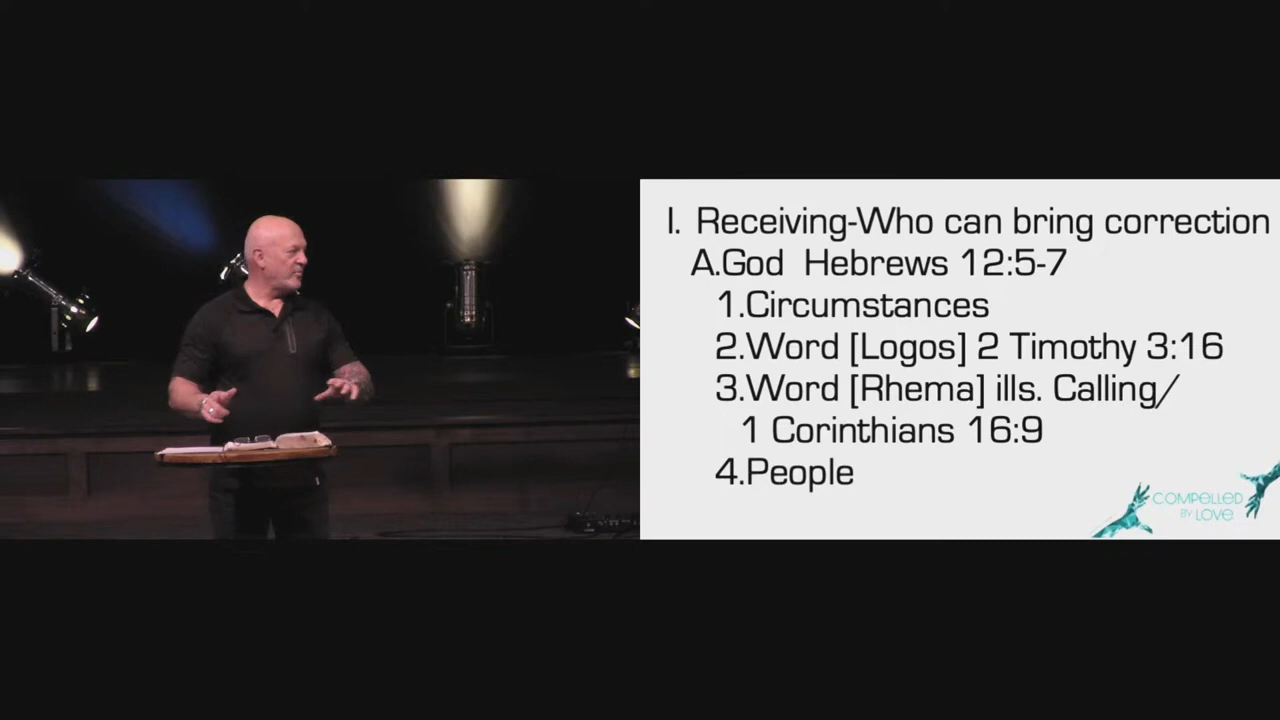 I. Receiving-Who can bring correction
A.God Hebrews 12:5-7
1.Circumstances
2.Word [Logos] 2 Timothy 3:16
3.Word [Rhema] ills. Calling/
1 Corinthians 16:9
4.People
COMPELLED
BY LOVE